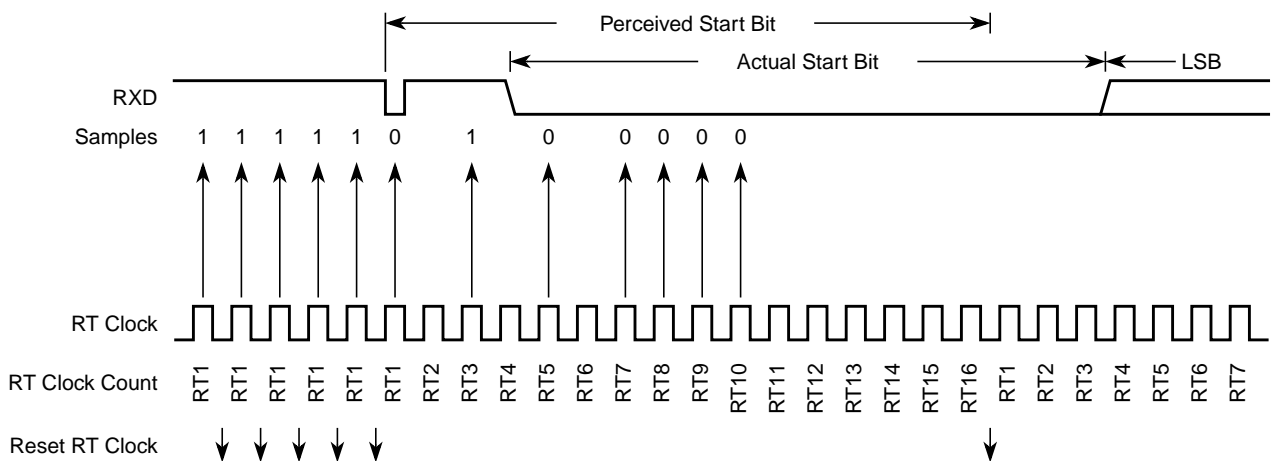 Perceived Start Bit
Actual Start Bit LSB
RXD
Samples 1 1 1 1 1 0 1 0 0 0 0 0
RT Clock
RT Clock Count RT1 RT1 RT1 RT1 RT1 RT1 RT2 RT3 RT4 RT5 RT6 RT7 RT8 RT9 RT10 RT11 RT12 RT13 RT14 RT15 RT16 RT1 RT2 RT3 RT4 RT5 RT6 RT7
Reset RT Clock